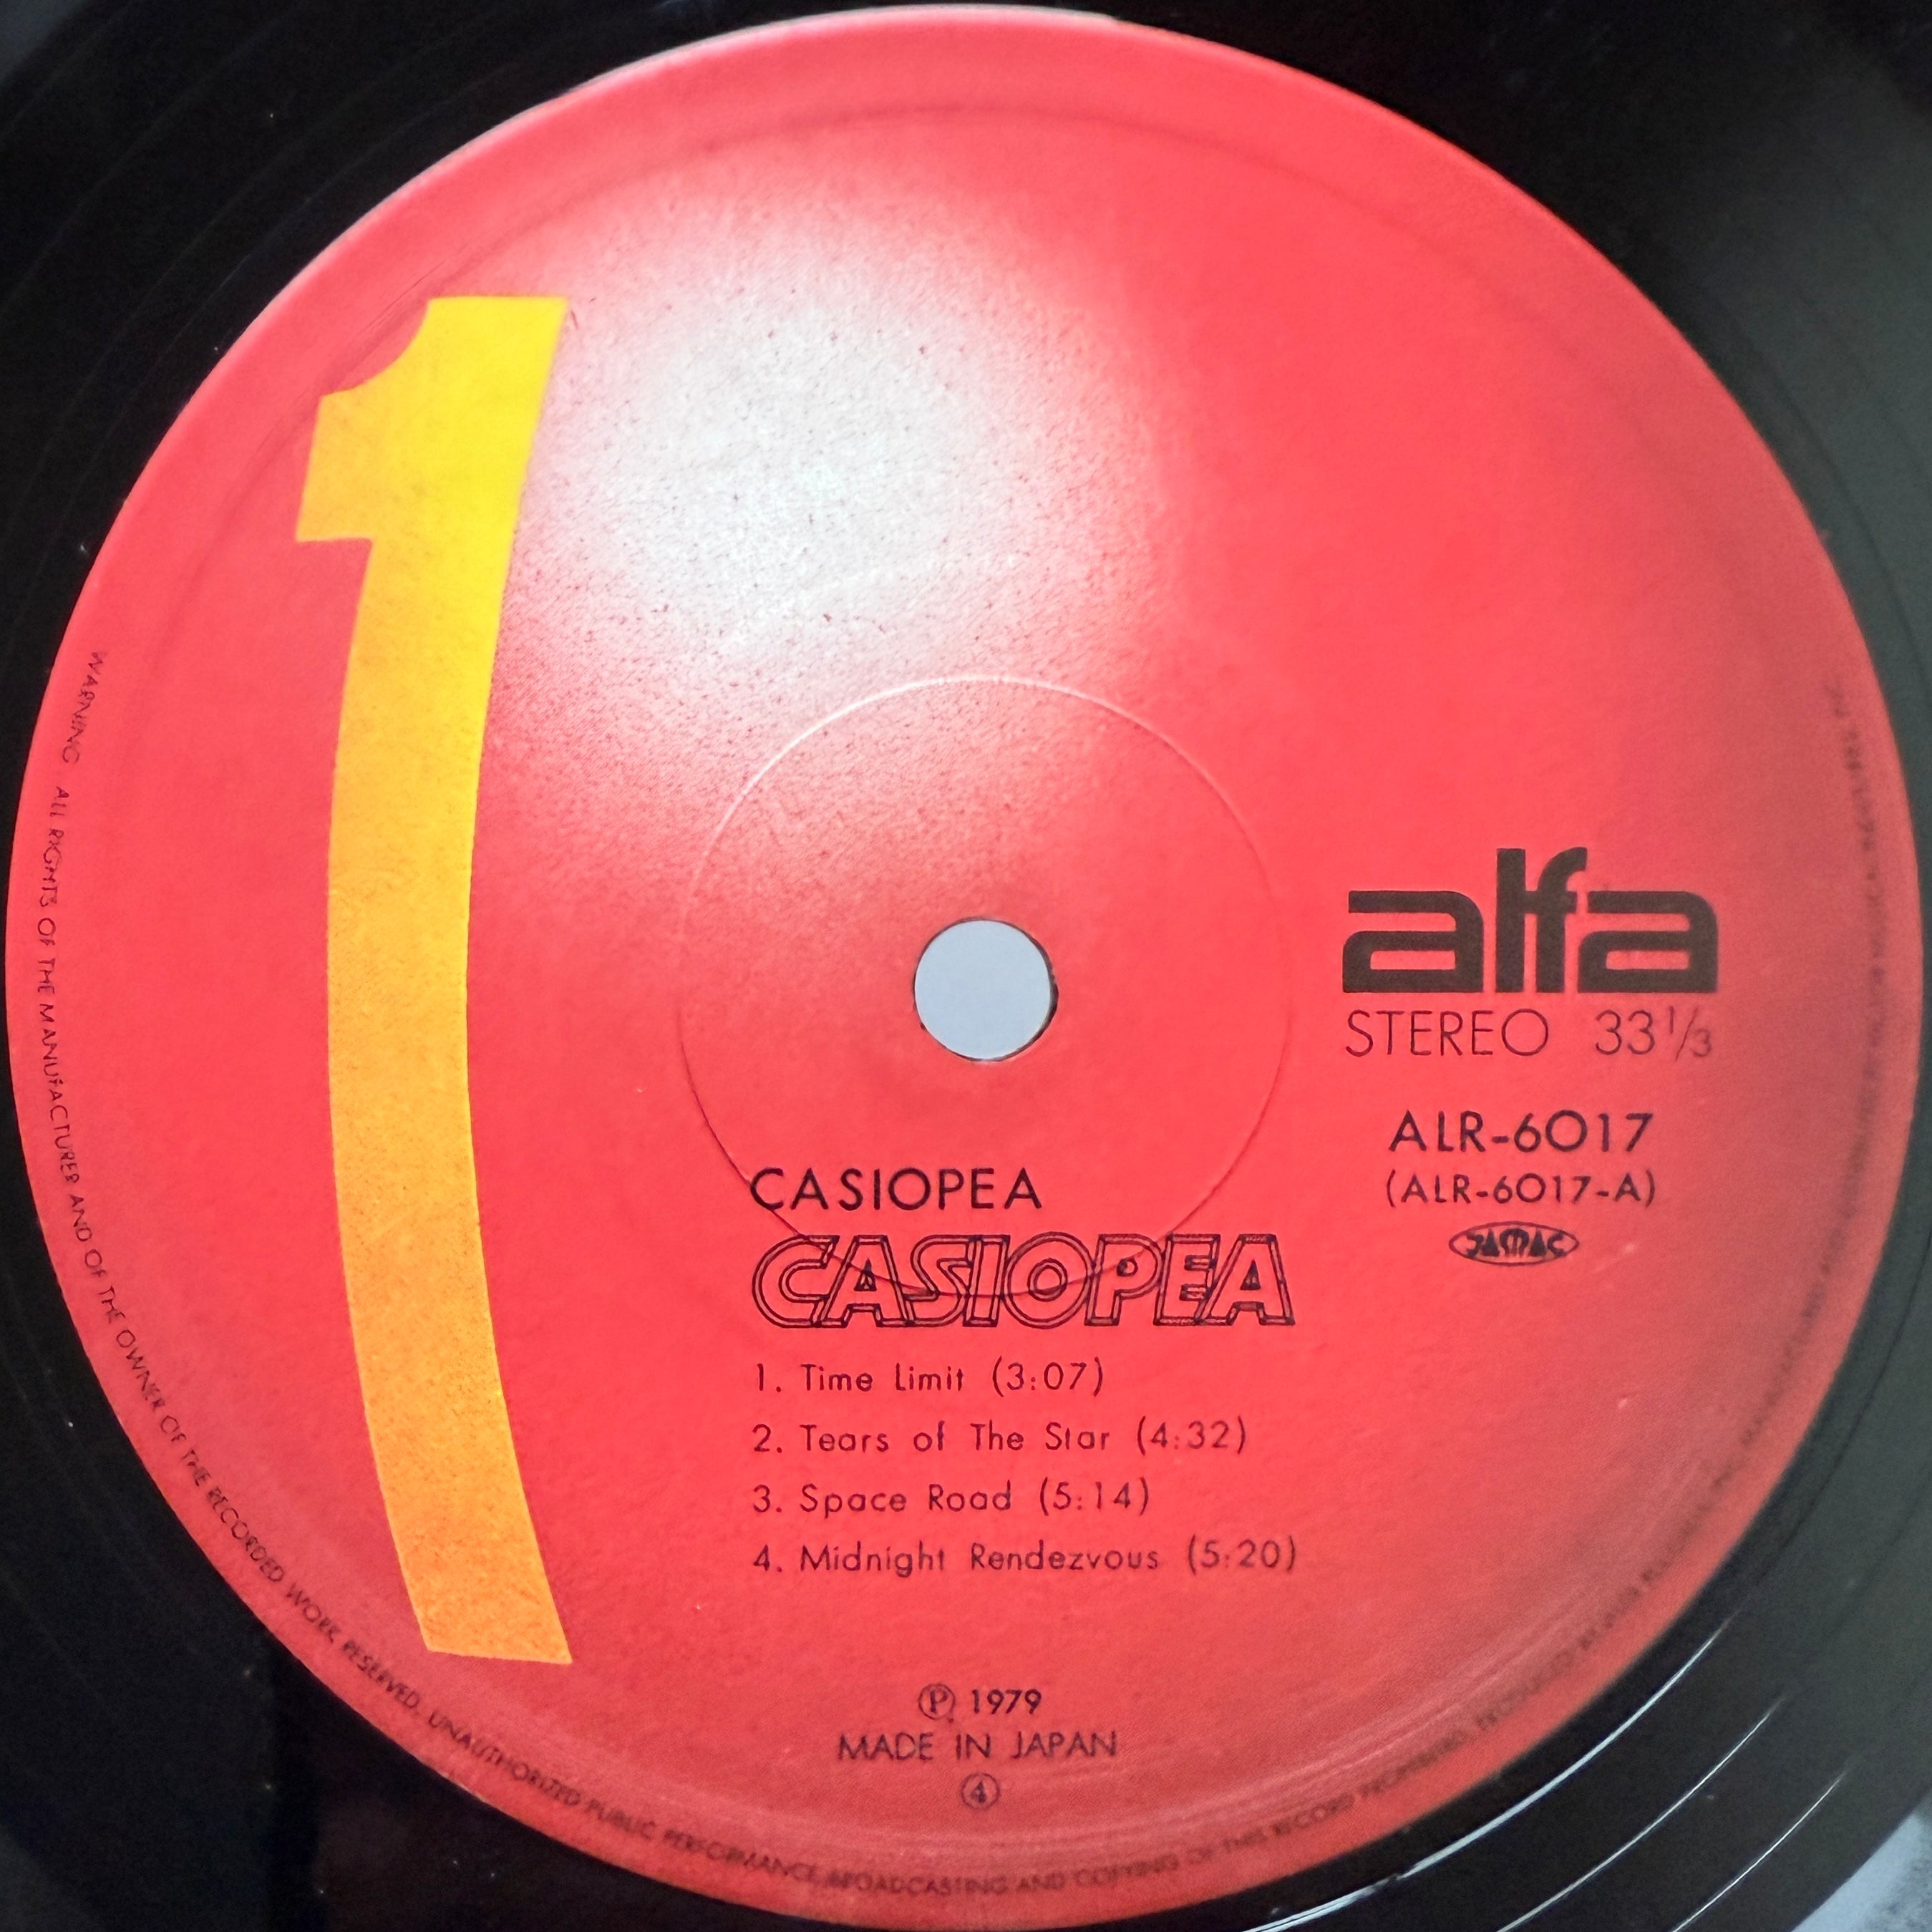 1
alfa
STEREO 33 1/3
ALR-6017
(ALR-6017-A)
JAMAC
CASIOPEA
CASIOPEA
1. Time Limit (3:07)
2. Tears of The Star (4:32)
3. Space Road (5:14)
4. Midnight Rendezvous (5:20)
Ⓟ 1979
MADE IN JAPAN
④
WARNING ALL RIGHTS OF THE MANUFACTURER AND OF THE OWNER OF THE RECORDED WORK RESERVED. UNAUTHORIZED PUBLIC PERFORMANCE, BROADCASTING AND COPYING OF THIS RECORD PROHIBITED.